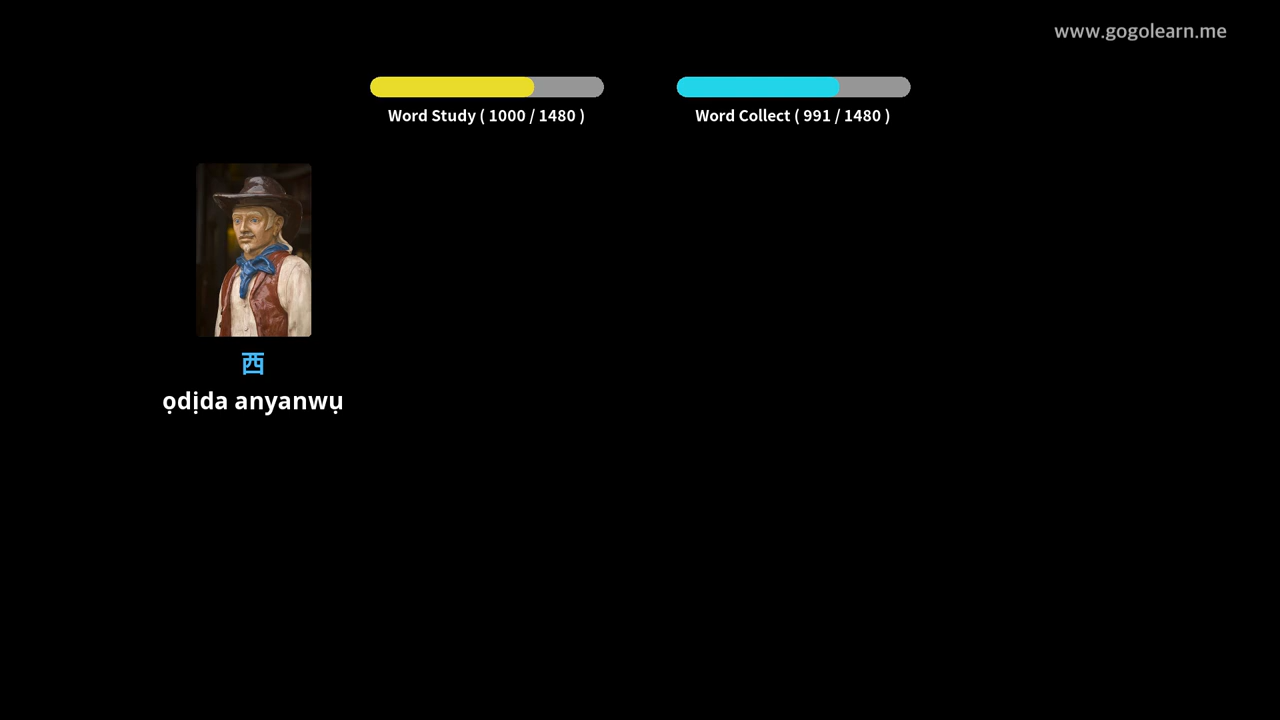 www.gogolearn.me
Word Study ( 1000 / 1480 )
Word Collect ( 991 / 1480 )
西
ọdịda anyanwụ